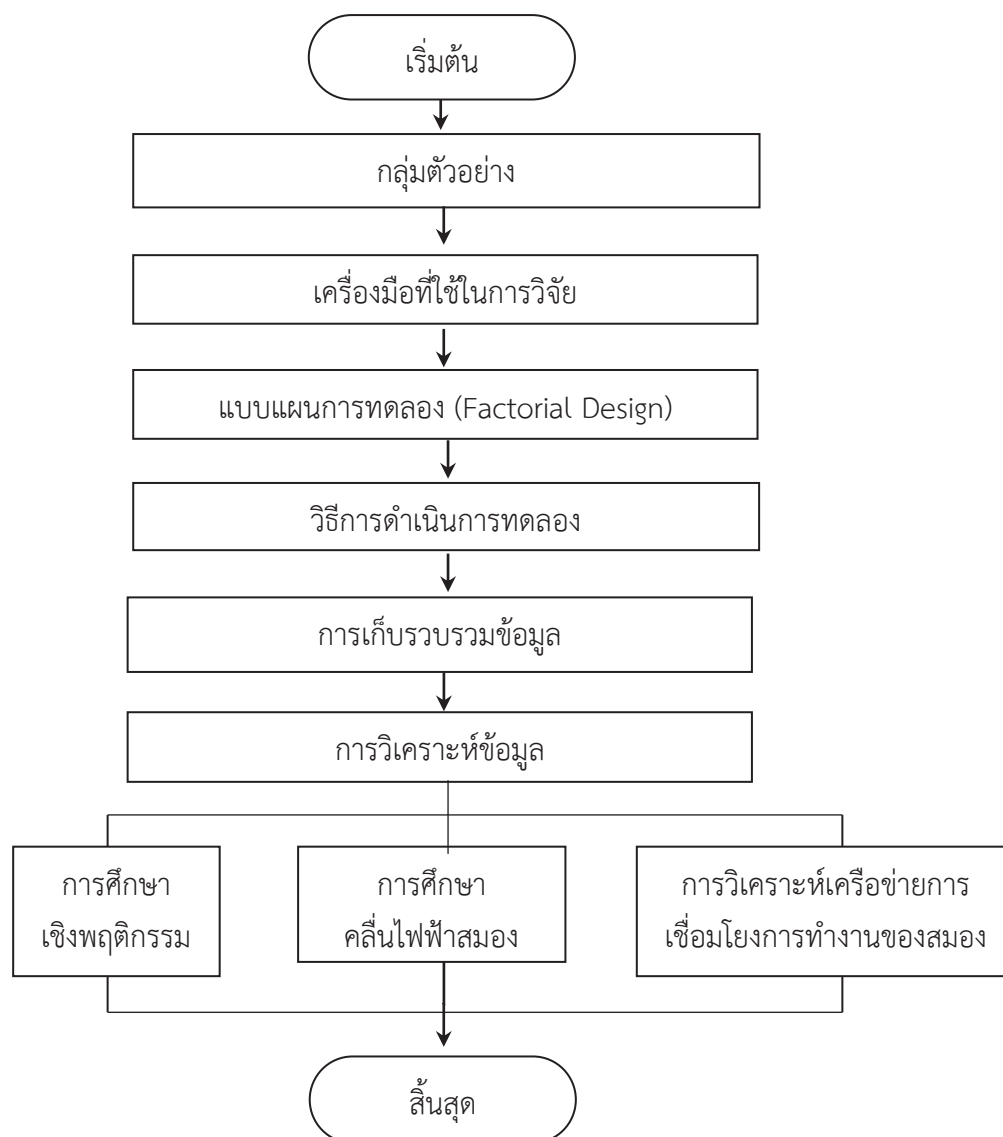 เริ่มต้น
กลุ่มตัวอย่าง
เครื่องมือที่ใช้ในการวิจัย
แบบแผนการทดลอง (Factorial Design)
วิธีการดำเนินการทดลอง
การเก็บรวบรวมข้อมูล
การวิเคราะห์ข้อมูล
การศึกษา
เชิงพฤติกรรม
การศึกษา
คลื่นไฟฟ้าสมอง
การวิเคราะห์เครือข่ายการ
เชื่อมโยงการทำงานของสมอง
สิ้นสุด